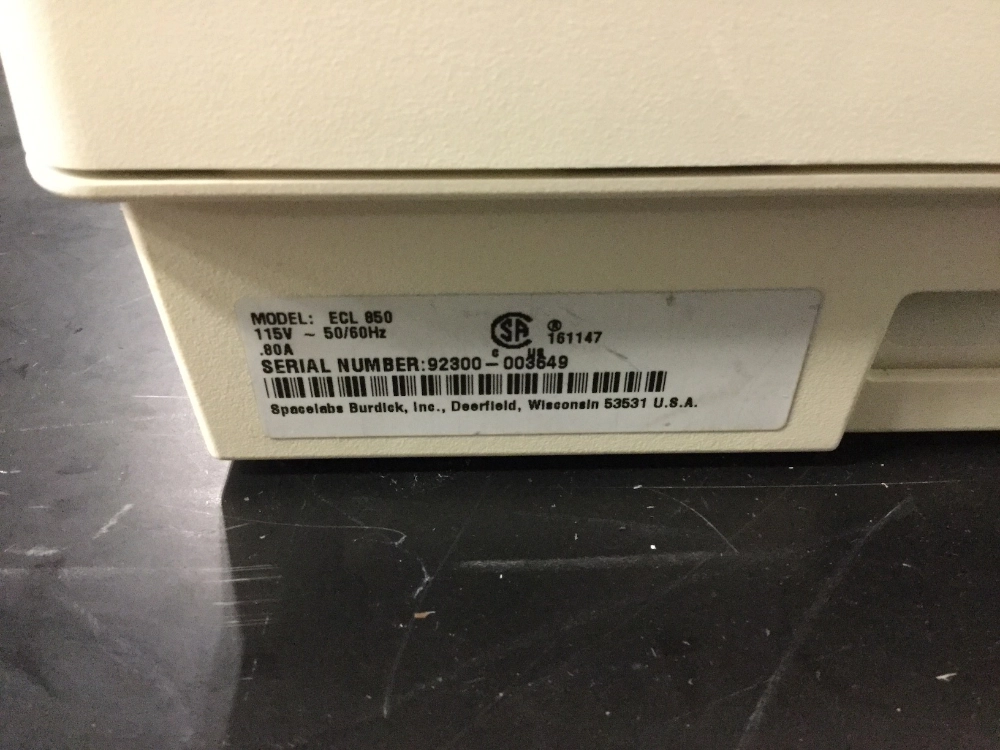 MODEL: ECL 850
115V ~ 50/60Hz
.80A
SA ®
C US
161147
SERIAL NUMBER:92300-003649
Spacelabs Burdick, Inc., Deerfield, Wisconsin 53531 U.S.A.